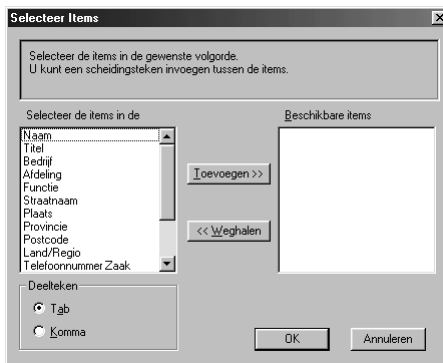 Selecteer Items
Selecteer de items in de gewenste volgorde.
U kunt een scheidingsteken invoegen tussen de items.
Selecteer de items in de
Beschikbare items
Naam
Titel
Bedrijf
Afdeling
Functie
Straatnaam
Plaats
Provincie
Postcode
Land/Regio
Telefoonnummer Zaak
Toevoegen >>
<< Weghalen
Deelteken
Tab
Komma
OK
Annuleren